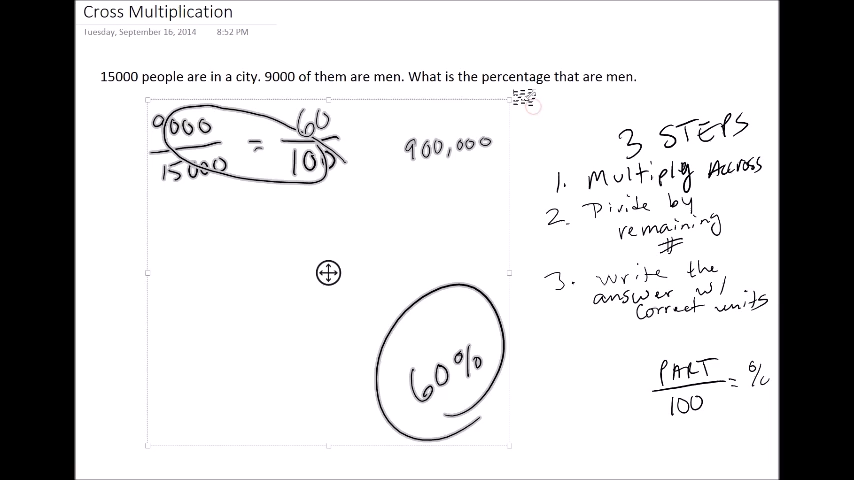 Cross Multiplication
Tuesday, September 16, 2014 8:52 PM
15000 people are in a city. 9000 of them are men. What is the percentage that are men.
9000 = 60
15000 100
900,000
60%
3 STEPS
1. Multiply Across
2. Divide by
remaining
#
3. Write the
answer w/
correct units
PART = %
100